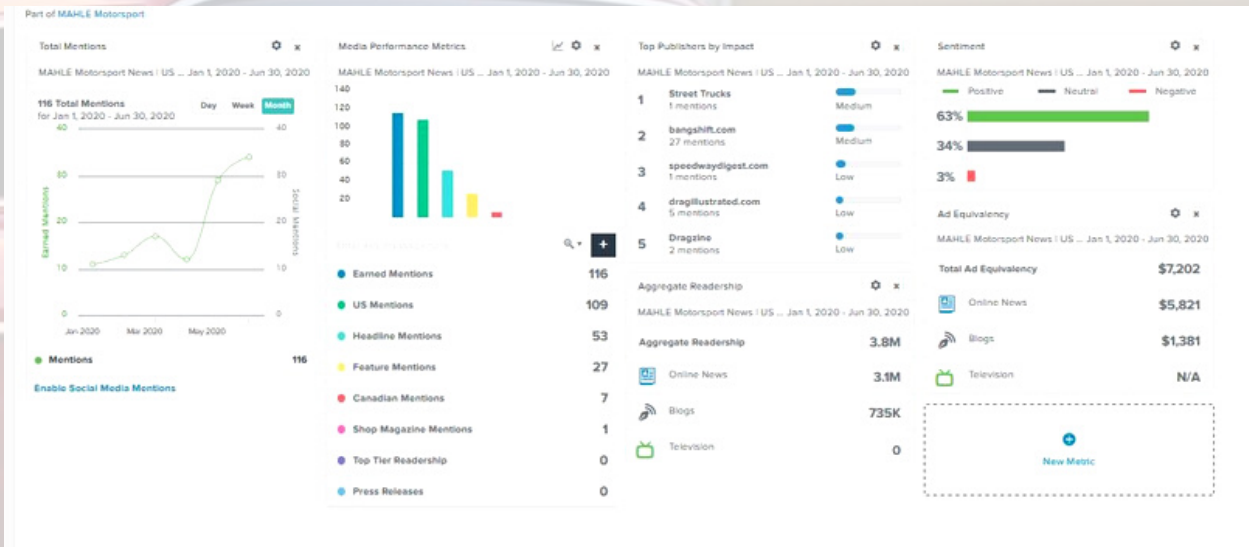 Part of MAHLE Motorsport
Total Mentions
MAHLE Motorsport News | US ... Jan 1, 2020 - Jun 30, 2020
116 Total Mentions
for Jan 1, 2020 - Jun 30, 2020
Day Week Month
40 40
30 30
20 20
10 10
0 0
Earned Mentions
Social Mentions
Jan 2020 Mar 2020 May 2020
Mentions 116
Enable Social Media Mentions
Media Performance Metrics
MAHLE Motorsport News | US ... Jan 1, 2020 - Jun 30, 2020
140
120
100
80
60
40
20
Earned Mentions 116
US Mentions 109
Headline Mentions 53
Feature Mentions 27
Canadian Mentions 7
Shop Magazine Mentions 1
Top Tier Readership 0
Press Releases 0
Top Publishers by Impact
MAHLE Motorsport News | US ... Jan 1, 2020 - Jun 30, 2020
1 Street Trucks
1 mentions Medium
2 bangshift.com
27 mentions Medium
3 speedwaydigest.com
1 mentions Low
4 dragillustrated.com
5 mentions Low
5 Dragzine
2 mentions Low
Aggregate Readership
MAHLE Motorsport News | US ... Jan 1, 2020 - Jun 30, 2020
Aggregate Readership 3.8M
Online News 3.1M
Blogs 735K
Television 0
Sentiment
MAHLE Motorsport News | US ... Jan 1, 2020 - Jun 30, 2020
Positive Neutral Negative
63%
34%
3%
Ad Equivalency
MAHLE Motorsport News | US ... Jan 1, 2020 - Jun 30, 2020
Total Ad Equivalency $7,202
Online News $5,821
Blogs $1,381
Television N/A
New Metric